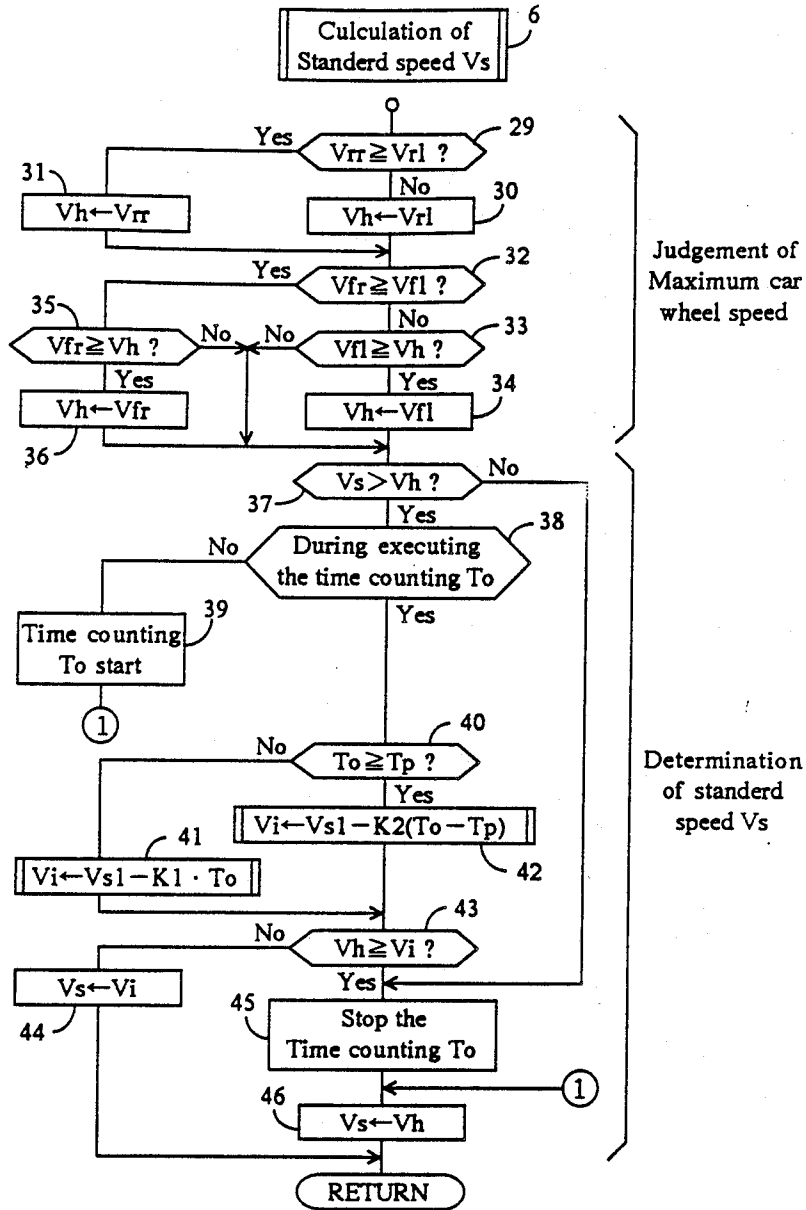 Culculation of
Standerd speed Vs
6
29
Yes
Vrr≧Vrl ?
31
No
30
Vh←Vrr
Vh←Vrl
32
Yes
Vfr≧Vfl ?
35
No
33
Vfr≧Vh ?
No
No
Vfl≧Vh ?
Yes
Yes
34
Vh←Vfr
Vh←Vfl
36
Judgement of
Maximum car
wheel speed
Vs>Vh ?
No
37
Yes
38
No
During executing
the time counting To
39
Yes
Time counting
To start
1
40
No
To≧Tp ?
Yes
Vi←Vs1−K2(To−Tp)
41
42
Vi←Vs1−K1·To
43
No
Vh≧Vi ?
Yes
Vs←Vi
44
45
Stop the
Time counting To
1
46
Vs←Vh
RETURN
Determination
of standerd
speed Vs